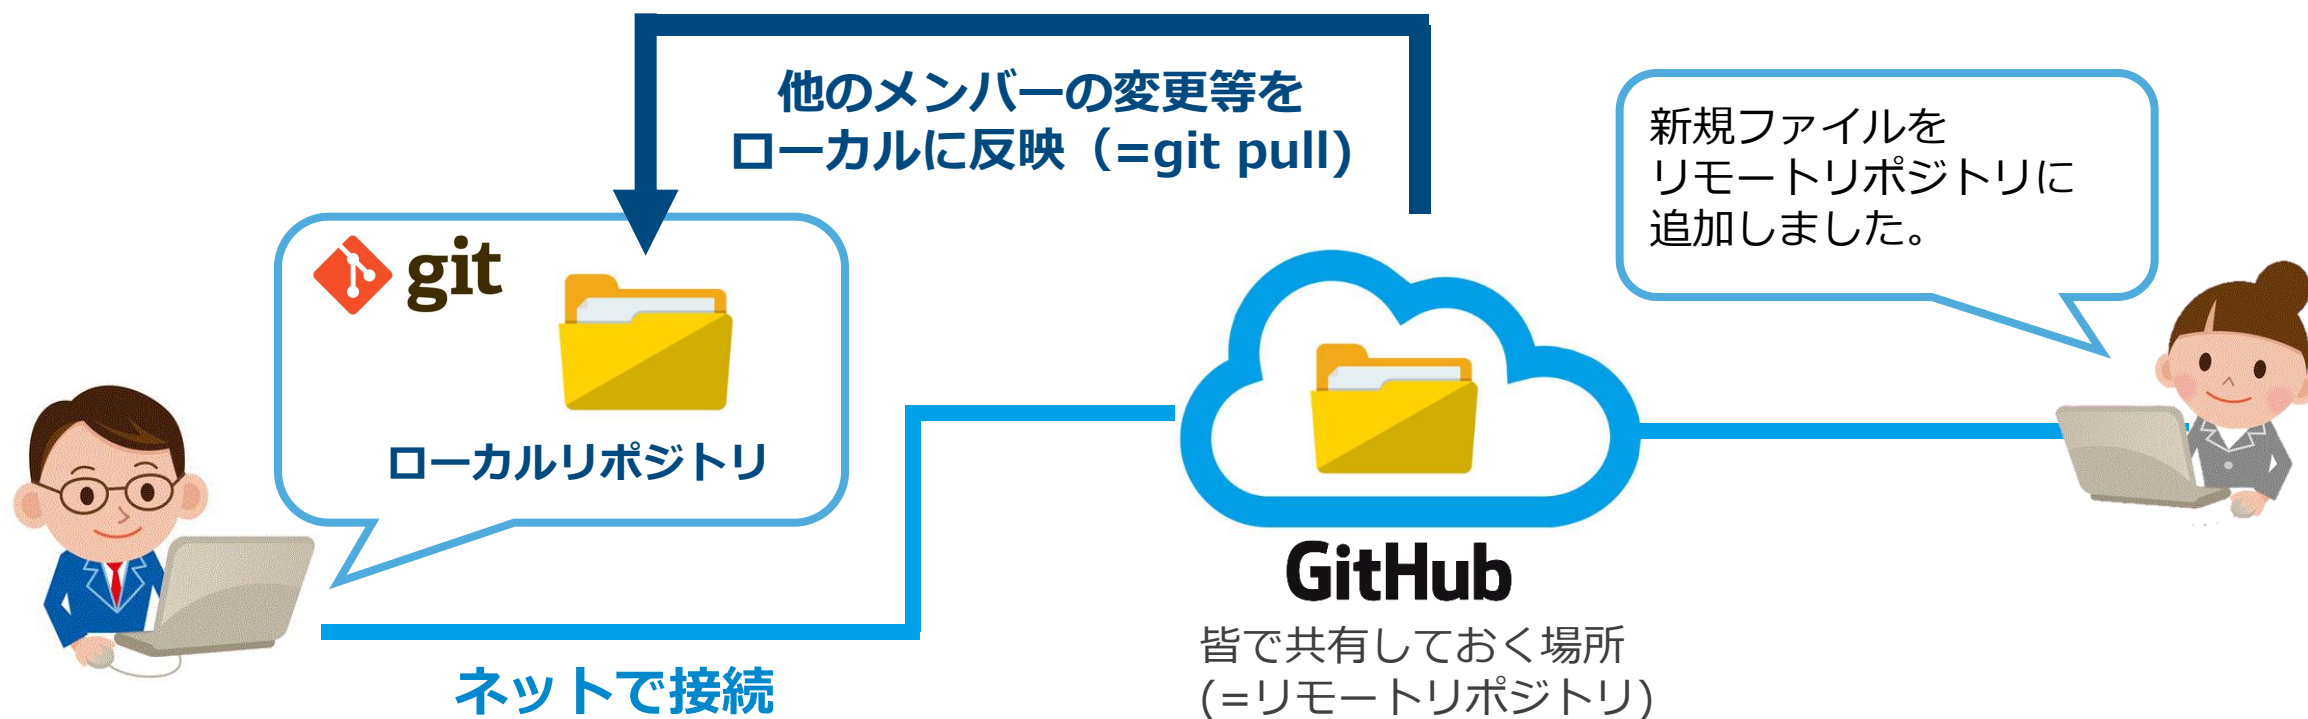 他のメンバーの変更等を
ローカルに反映（=git pull)
新規ファイルを
リモートリポジトリに
追加しました。
git
ローカルリポジトリ
GitHub
皆で共有しておく場所
(=リモートリポジトリ)
ネットで接続